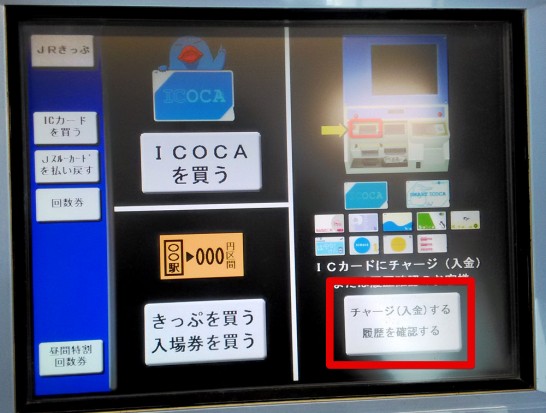 JRきっぷ
ICカード
を買う
Jスルーカード
を払い戻す
回数券
昼間特割
回数券
ICOCA
ICOCA
を買う
〇〇駅▶000円区間
きっぷを買う
入場券を買う
ICカードにチャージ（入金）
チャージ（入金）する
履歴を確認する